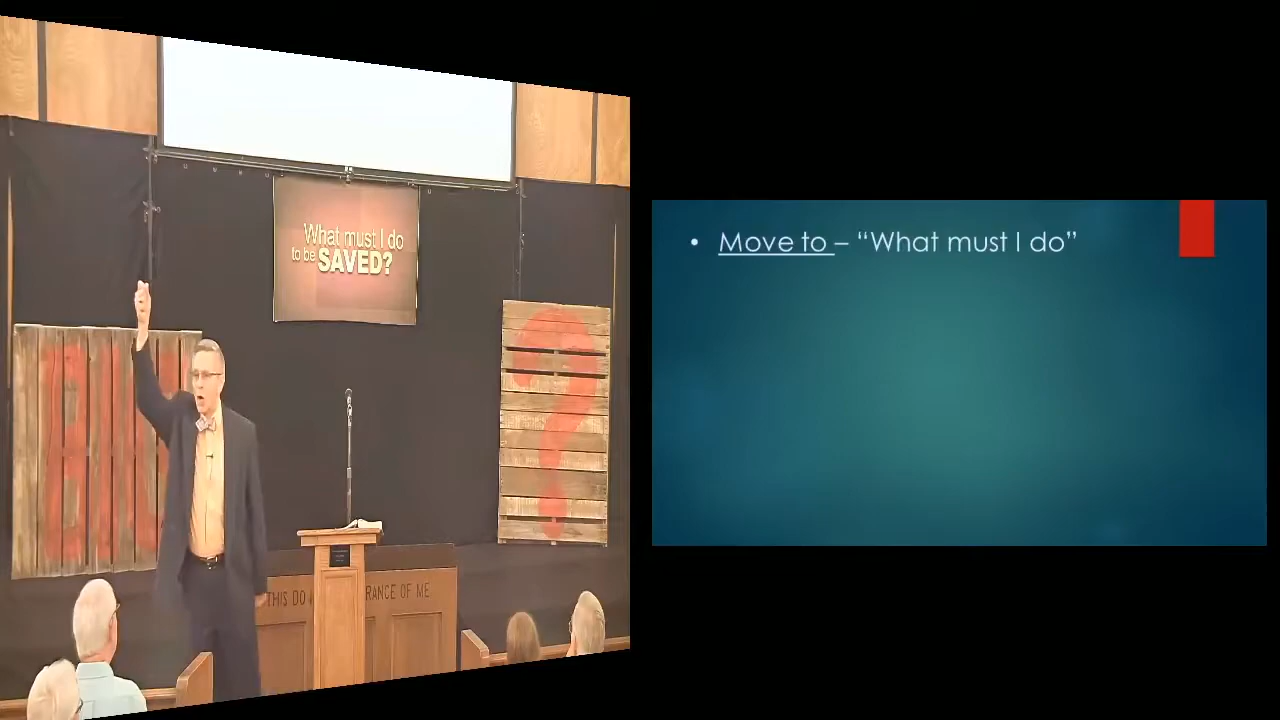 What must I do
to be SAVED?
?
THIS DO
RANCE OF ME
• Move to – “What must I do”